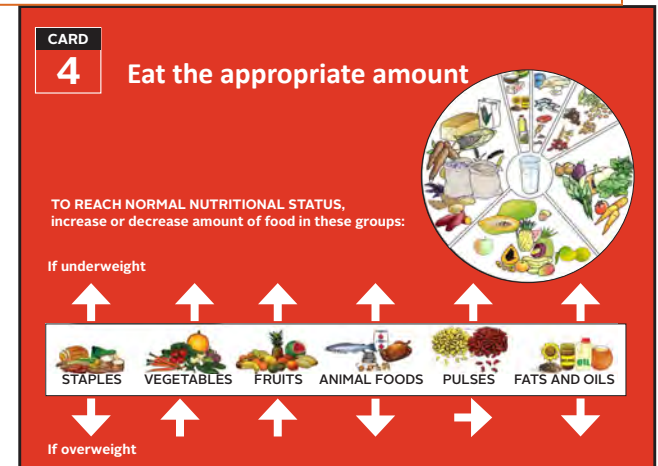 CARD
4
Eat the appropriate amount
TO REACH NORMAL NUTRITIONAL STATUS,
increase or decrease amount of food in these groups:
If underweight
STAPLES VEGETABLES FRUITS ANIMAL FOODS PULSES FATS AND OILS
If overweight